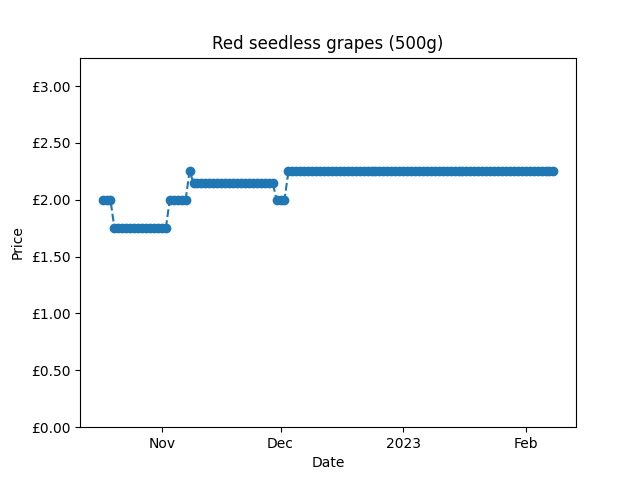 Red seedless grapes (500g)
£3.00
£2.50
£2.00
£1.50
£1.00
£0.50
£0.00
Price
Nov Dec 2023 Feb
Date